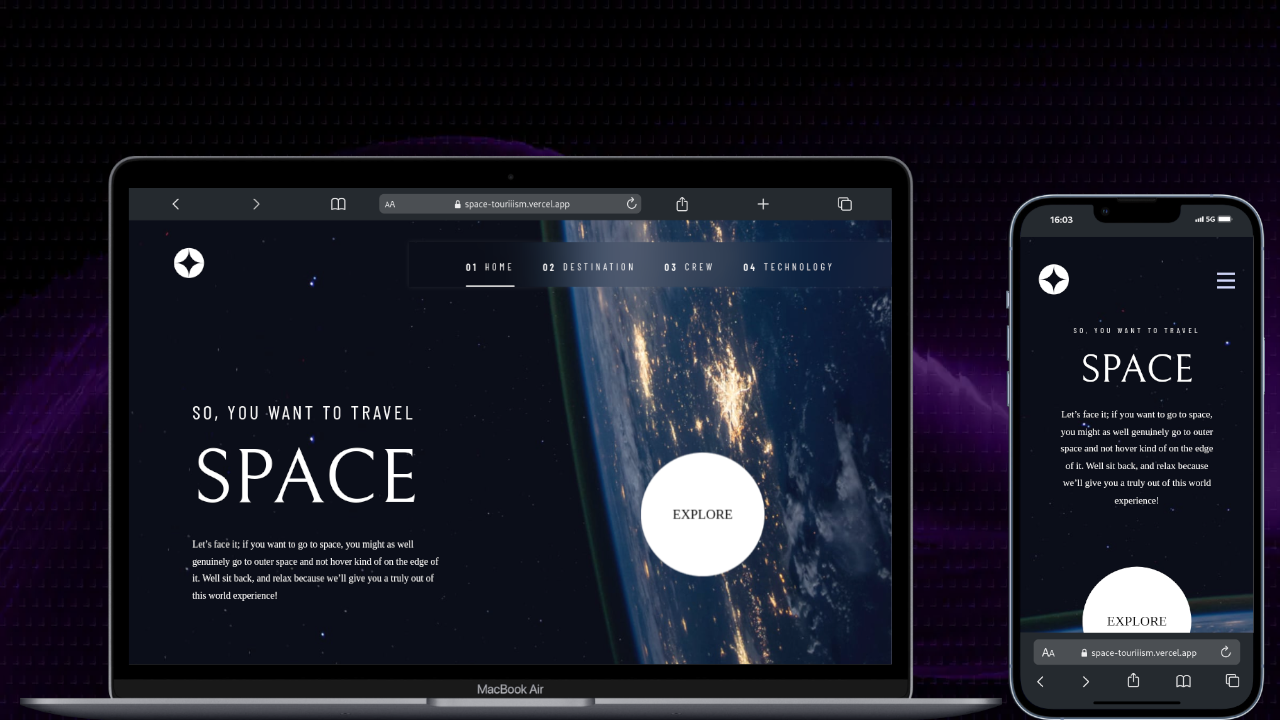 AA space-touriiism.vercel.app
01 HOME 02 DESTINATION 03 CREW 04 TECHNOLOGY
SO, YOU WANT TO TRAVEL
SPACE
Let's face it; if you want to go to space, you might as well
genuinely go to outer space and not hover kind of on the edge of
it. Well sit back, and relax because we'll give you a truly out of
this world experience!
EXPLORE
MacBook Air
16:03 5G
SO, YOU WANT TO TRAVEL
SPACE
Let's face it; if you want to go to space,
you might as well genuinely go to outer
space and not hover kind of on the edge
of it. Well sit back, and relax because
we'll give you a truly out of this world
experience!
EXPLORE
AA space-touriiism.vercel.app